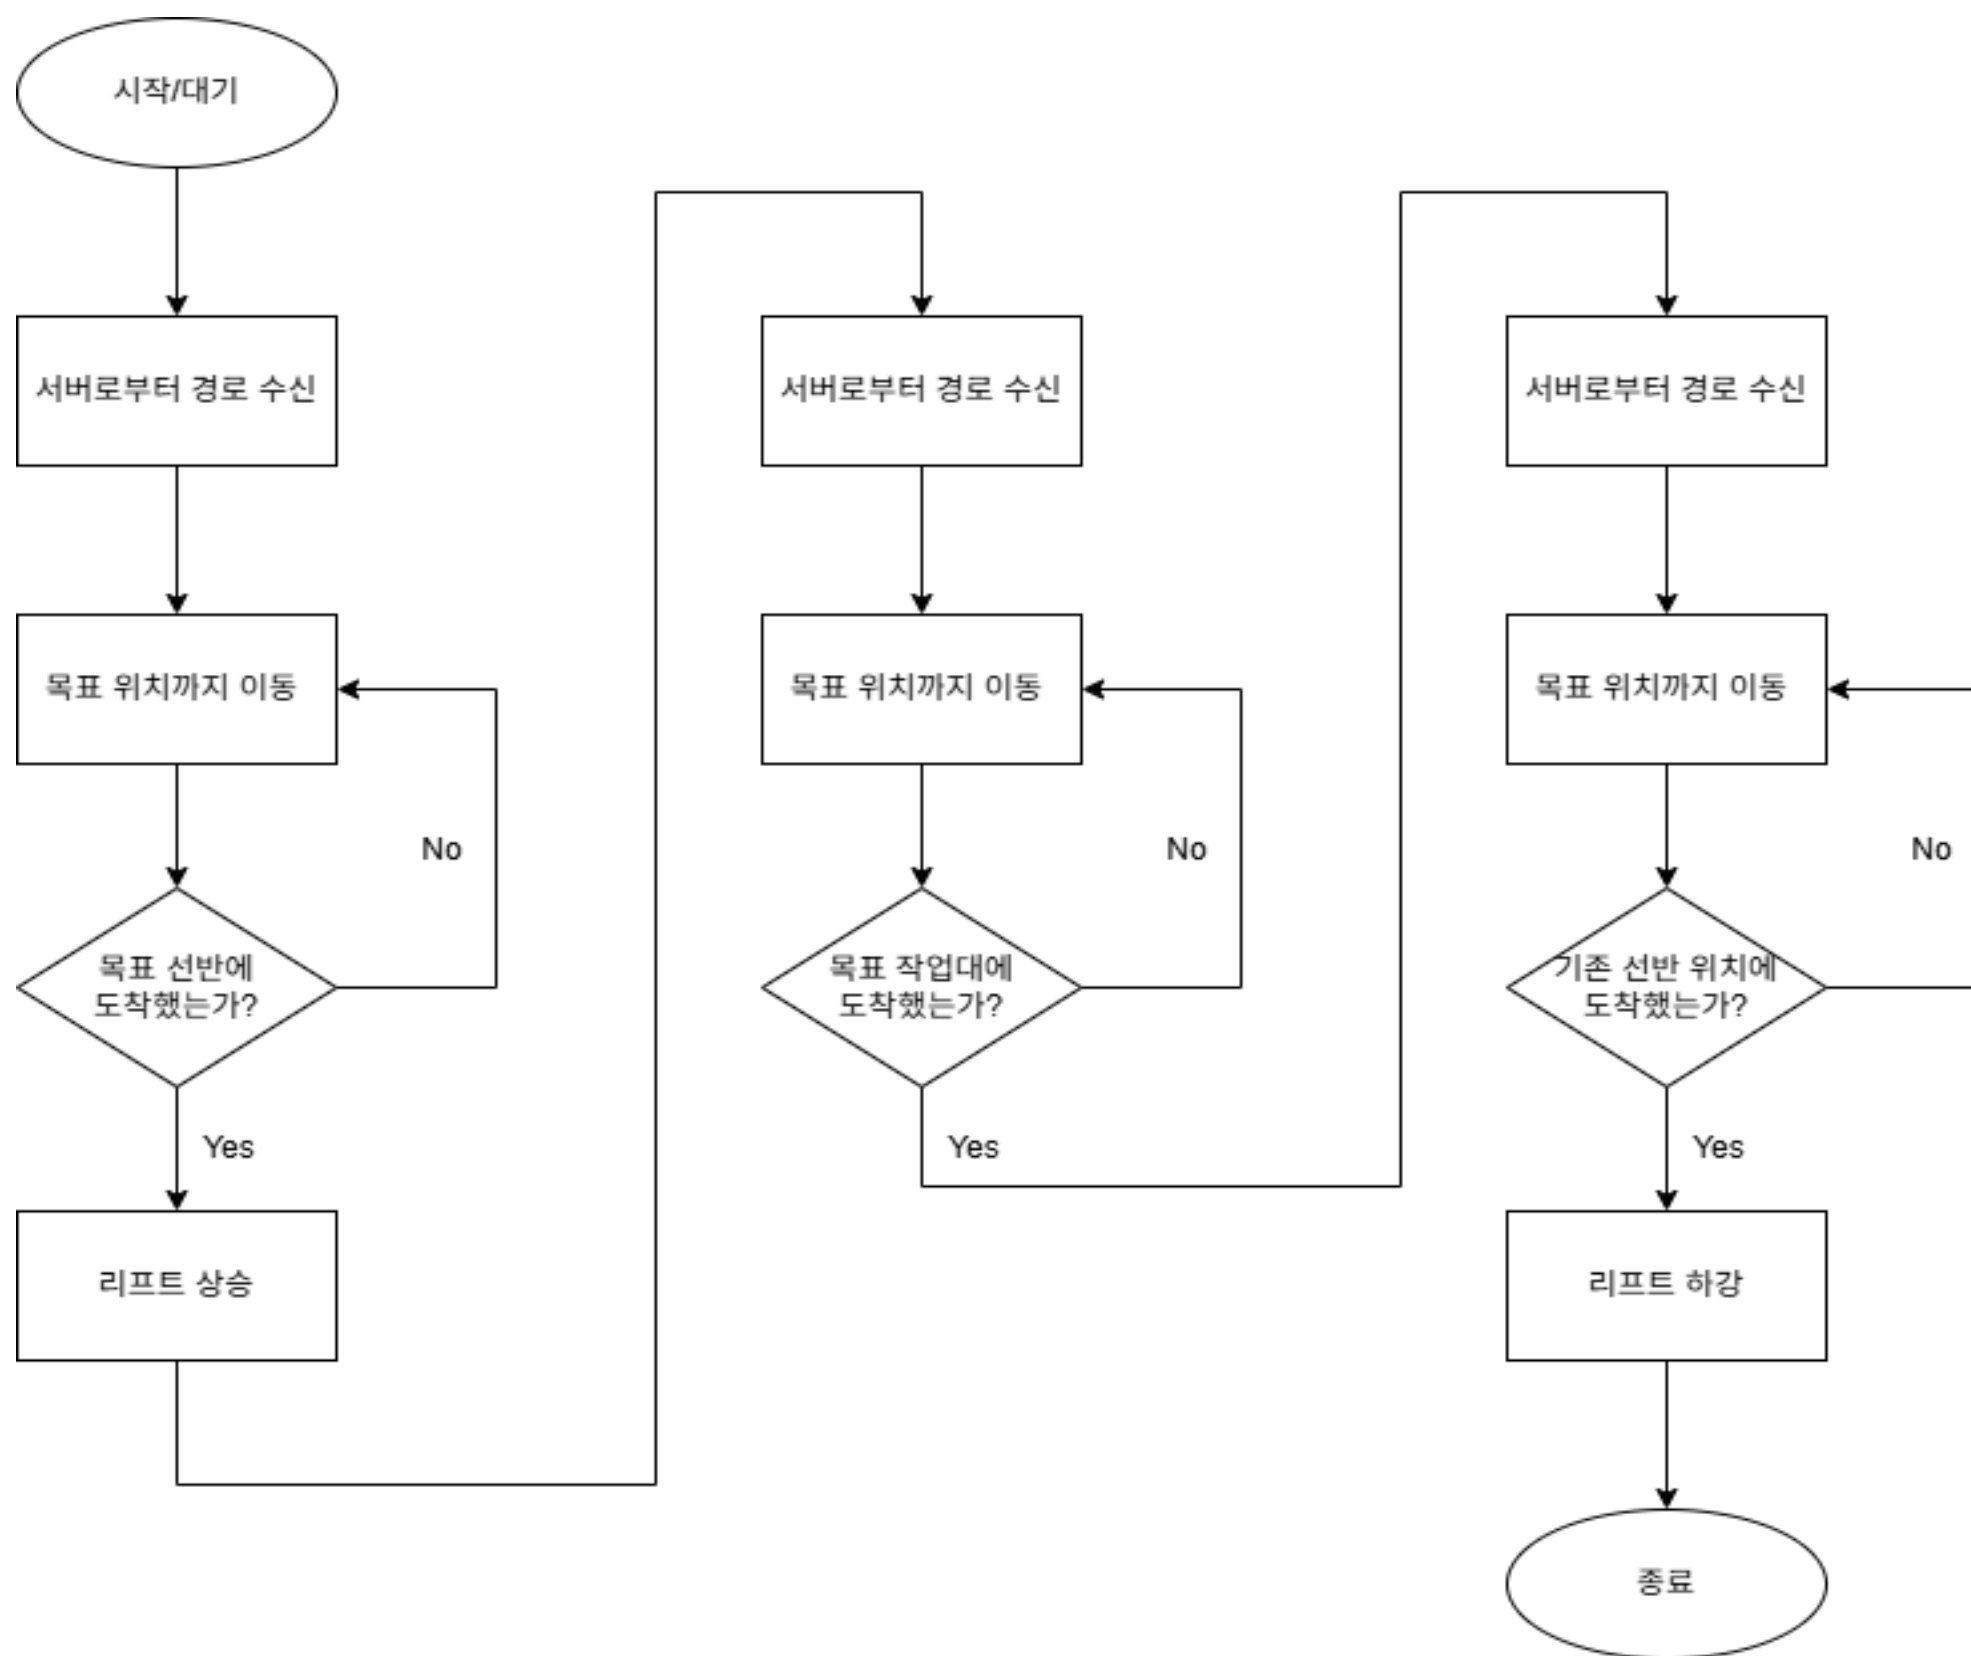 시작/대기
서버로부터 경로 수신
목표 위치까지 이동
No
목표 선반에
도착했는가?
Yes
리프트 상승
서버로부터 경로 수신
목표 위치까지 이동
No
목표 작업대에
도착했는가?
Yes
서버로부터 경로 수신
목표 위치까지 이동
No
기존 선반 위치에
도착했는가?
Yes
리프트 하강
종료